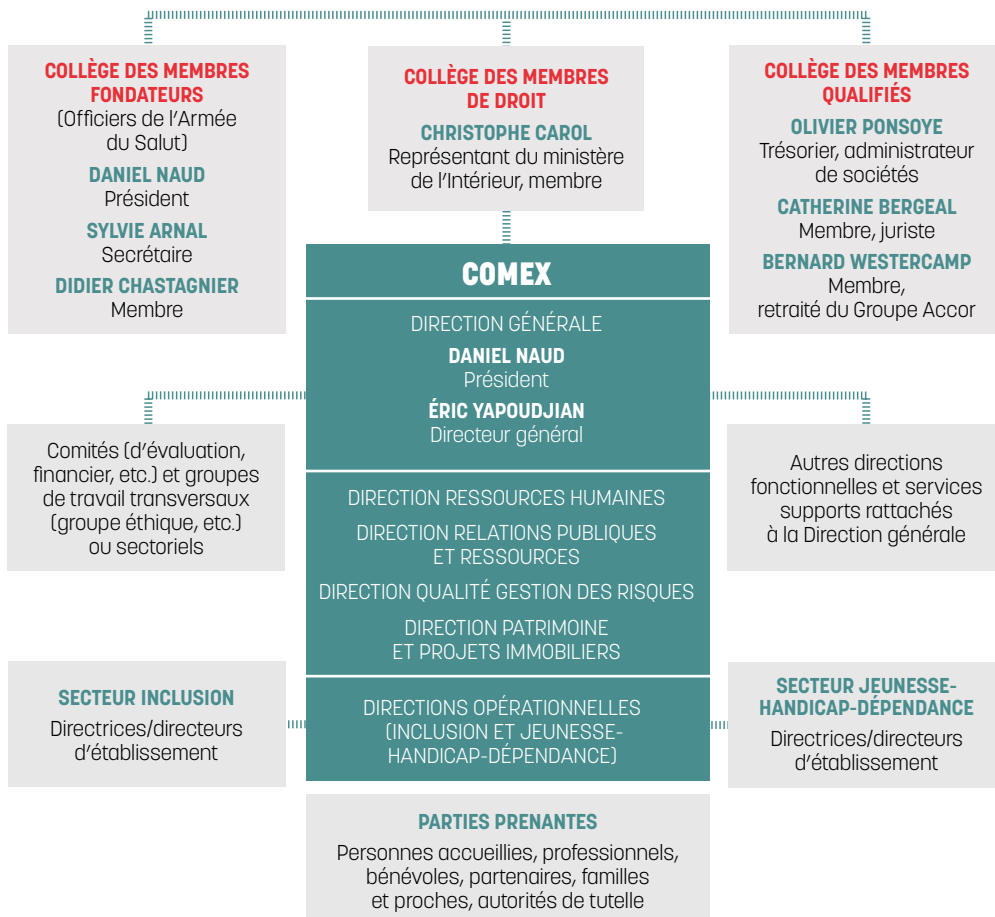 COLLÈGE DES MEMBRES
FONDATEURS
(Officiers de l'Armée
du Salut)
DANIEL NAUD
Président
SYLVIE ARNAL
Secrétaire
DIDIER CHASTAGNIER
Membre
COLLÈGE DES MEMBRES
DE DROIT
CHRISTOPHE CAROL
Représentant du ministère
de l'Intérieur, membre
COLLÈGE DES MEMBRES
QUALIFIÉS
OLIVIER PONSOYE
Trésorier, administrateur
de sociétés
CATHERINE BERGEAL
Membre, juriste
BERNARD WESTERCAMP
Membre,
retraité du Groupe Accor
COMEX
DIRECTION GÉNÉRALE
DANIEL NAUD
Président
ÉRIC YAPOUDJIAN
Directeur général
Comités (d'évaluation,
financier, etc.) et groupes
de travail transversaux
(groupe éthique, etc.)
ou sectoriels
DIRECTION RESSOURCES HUMAINES
DIRECTION RELATIONS PUBLIQUES
ET RESSOURCES
DIRECTION QUALITÉ GESTION DES RISQUES
DIRECTION PATRIMOINE
ET PROJETS IMMOBILIERS
Autres directions
fonctionnelles et services
supports rattachés
à la Direction générale
SECTEUR INCLUSION
Directrices/directeurs
d'établissement
DIRECTIONS OPÉRATIONNELLES
(INCLUSION ET JEUNESSE-
HANDICAP-DÉPENDANCE)
SECTEUR JEUNESSE-
HANDICAP-DÉPENDANCE
Directrices/directeurs
d'établissement
PARTIES PRENANTES
Personnes accueillies, professionnels,
bénévoles, partenaires, familles
et proches, autorités de tutelle